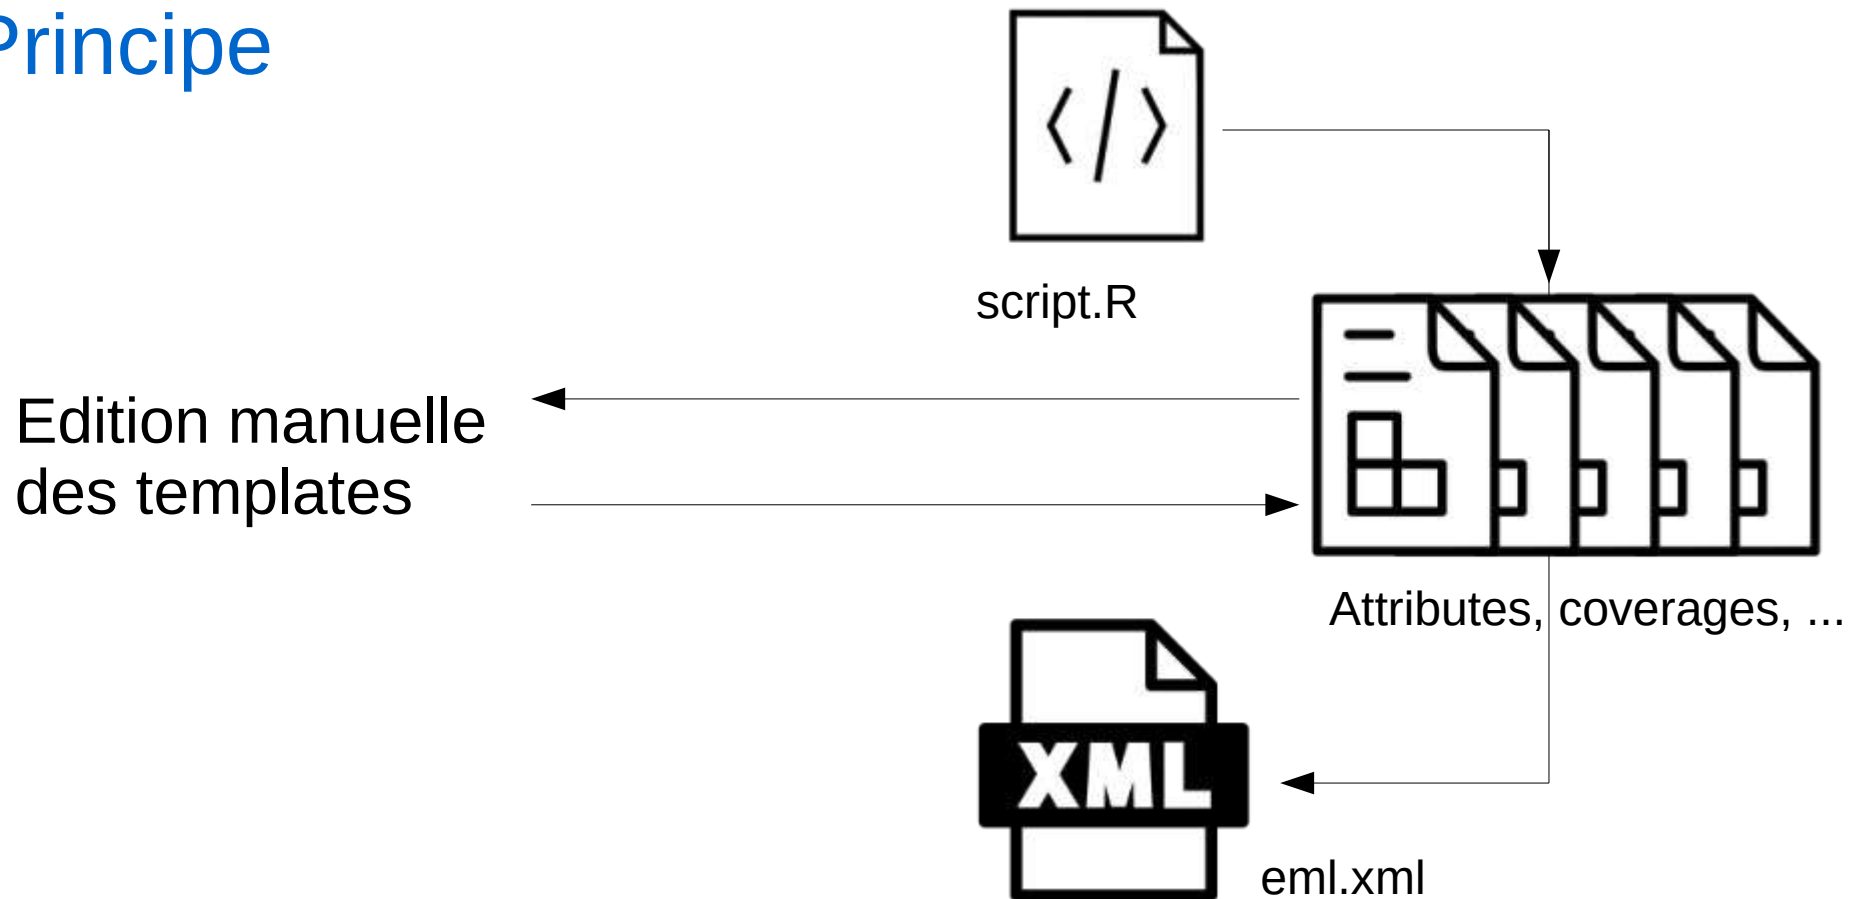 Principe
script.R
Edition manuelle
des templates
Attributes, coverages, ...
XML
eml.xml